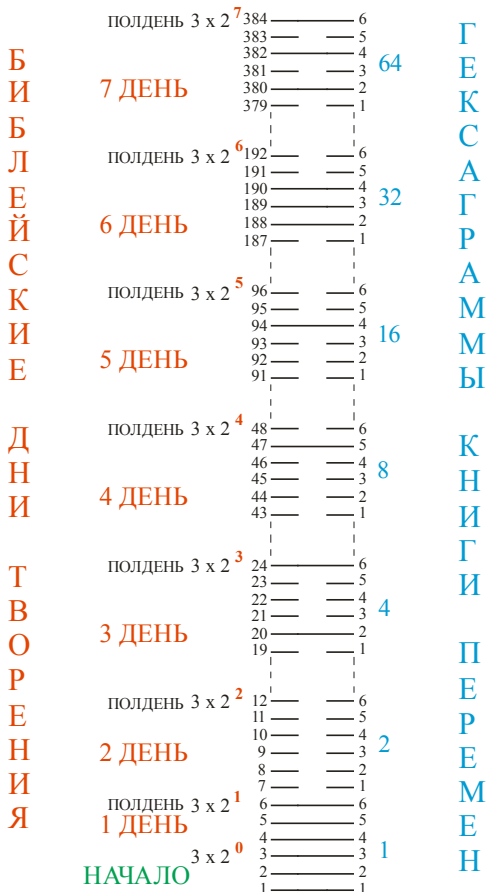 БИБЛЕЙСКИЕ ДНИ ТВОРЕНИЯ
ГЕКСАГРАММЫ КНИГИ ПЕРЕМЕН
ПОЛДЕНЬ 3 x 2 7 384 6
383 5
382 4
381 3 64
7 ДЕНЬ 380 2
379 1
ПОЛДЕНЬ 3 x 2 6 192 6
191 5
190 4
189 3 32
6 ДЕНЬ 188 2
187 1
ПОЛДЕНЬ 3 x 2 5 96 6
95 5
94 4 16
93 3
5 ДЕНЬ 92 2
91 1
ПОЛДЕНЬ 3 x 2 4 48 6
47 5
46 4 8
45 3
4 ДЕНЬ 44 2
43 1
ПОЛДЕНЬ 3 x 2 3 24 6
23 5
22 4 4
21 3
3 ДЕНЬ 20 2
19 1
ПОЛДЕНЬ 3 x 2 2 12 6
11 5
10 4 2
2 ДЕНЬ 9 3
8 2
7 1
ПОЛДЕНЬ 3 x 2 1 6 6
1 ДЕНЬ 5 5
4 4
3 x 2 0 3 3 1
НАЧАЛО 2 2
1 1